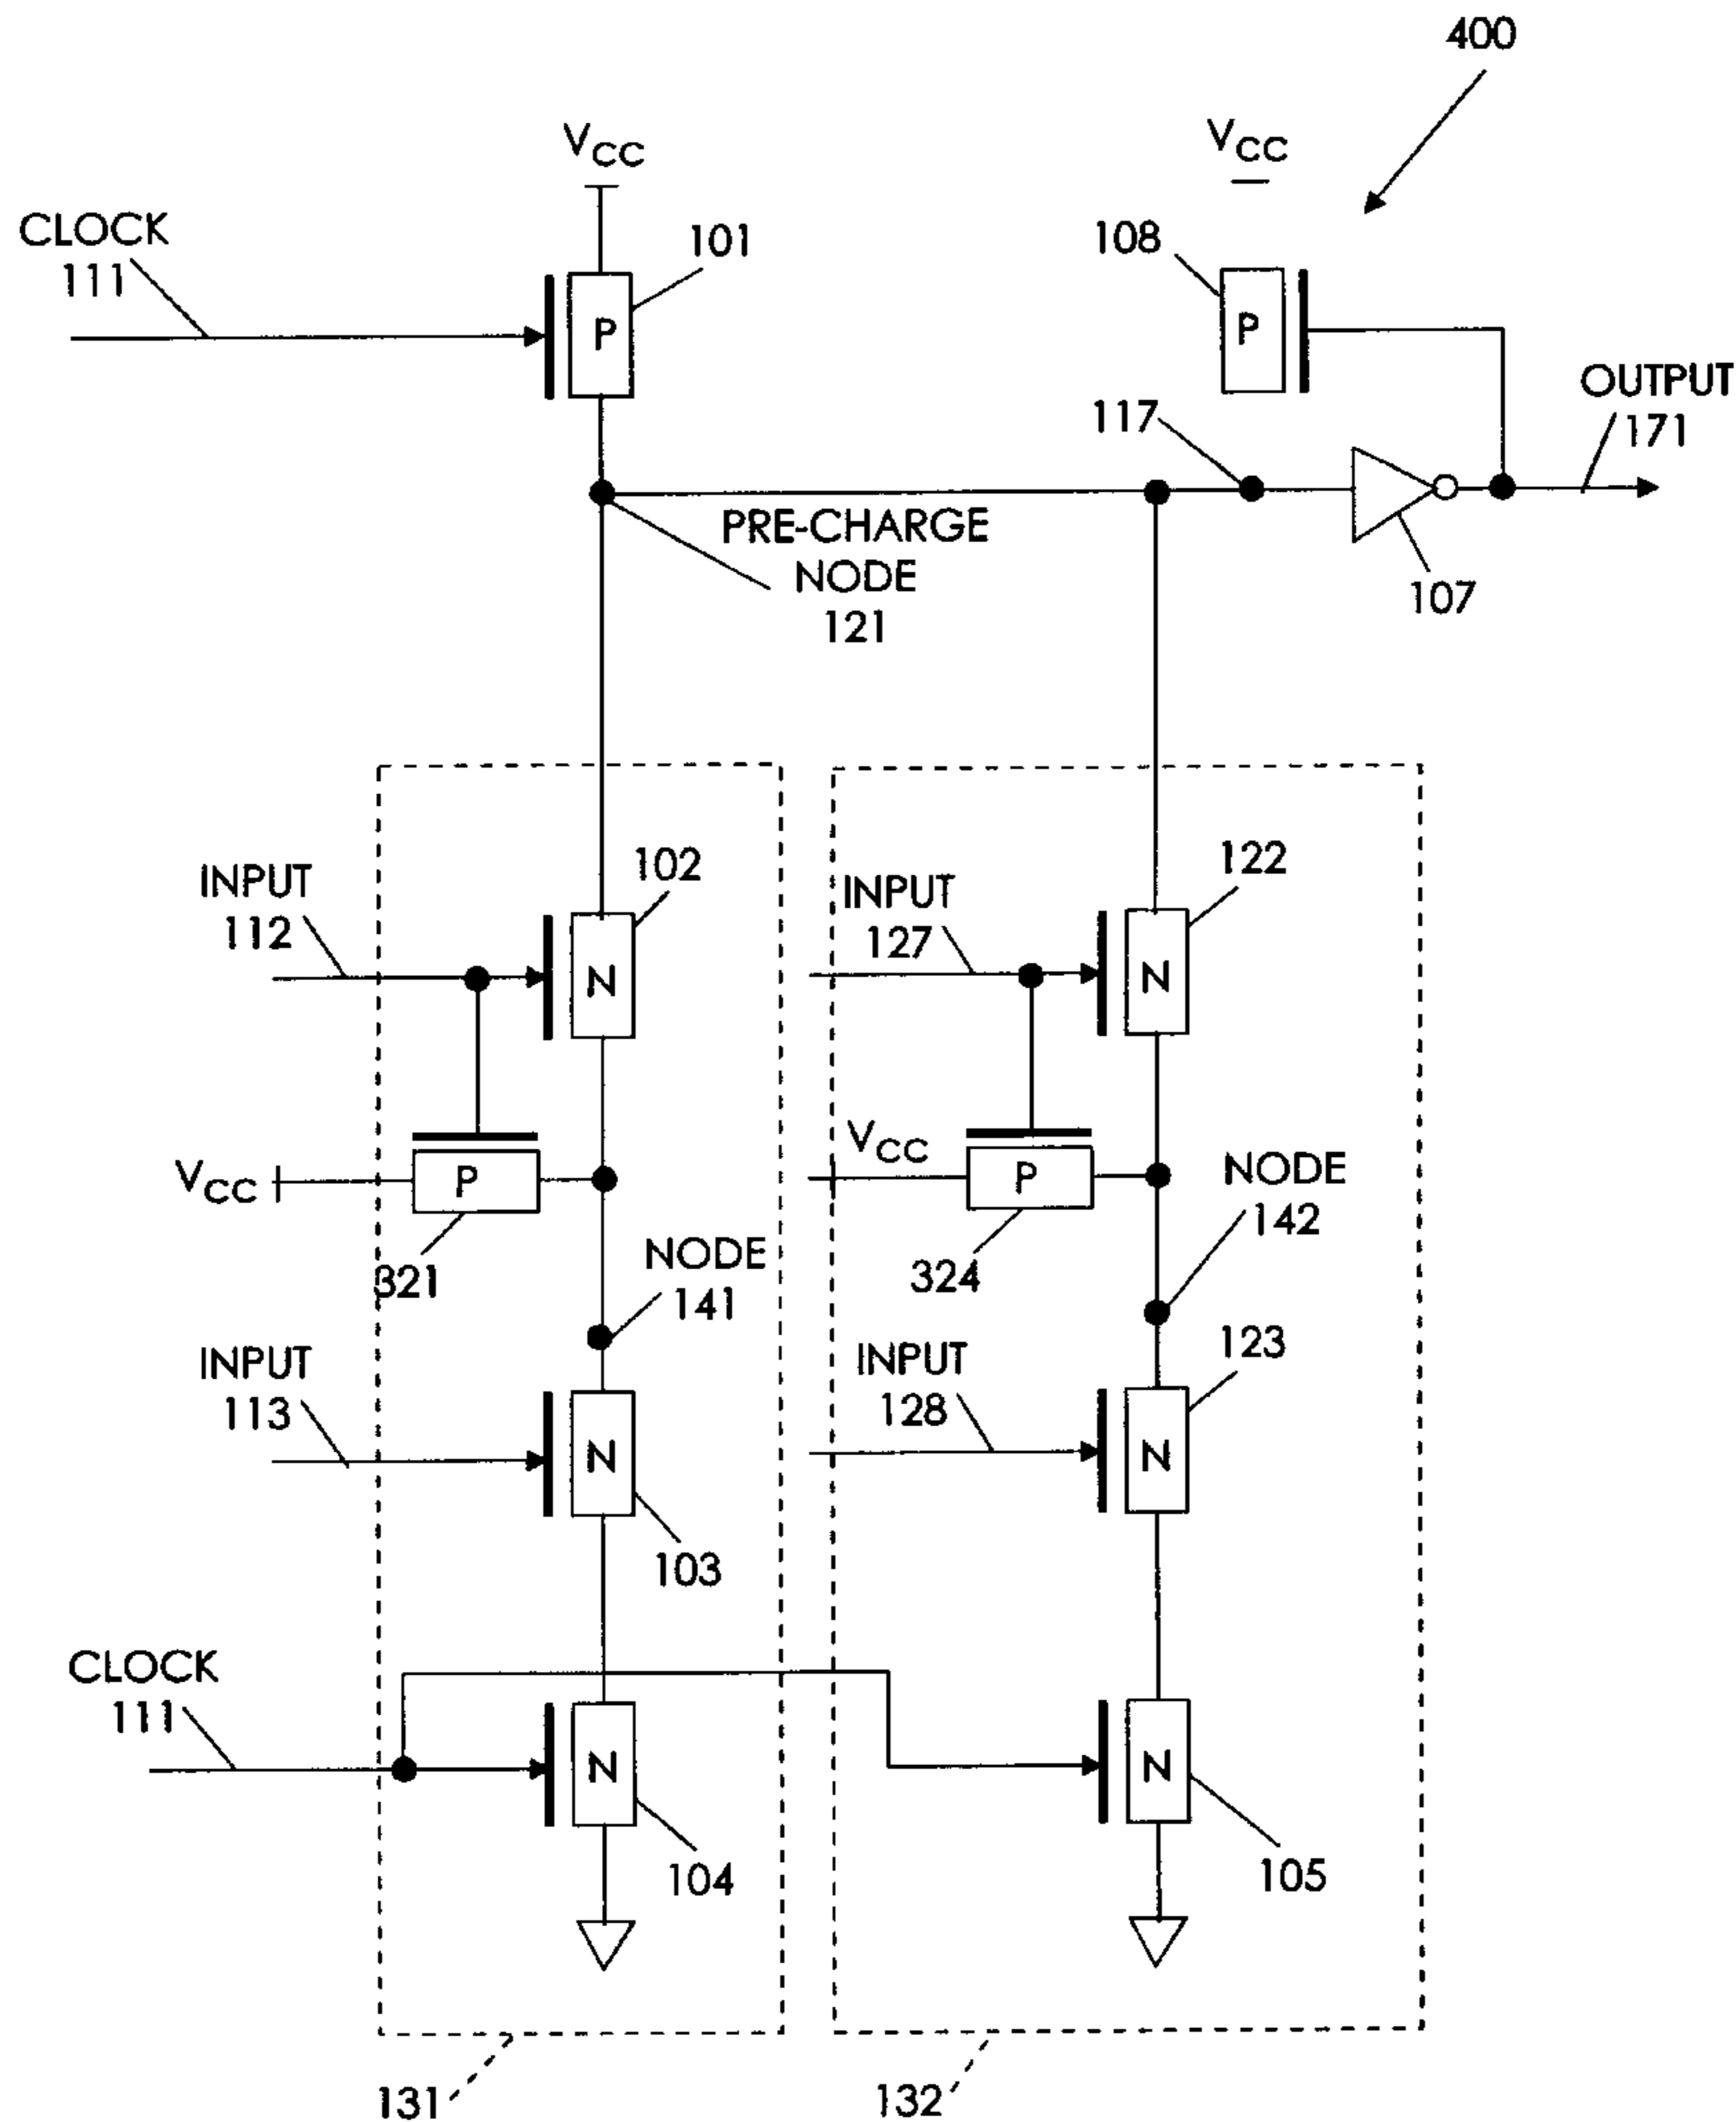 400
VCC
VCC
CLOCK
111
101
108
P
P
OUTPUT
171
117
PRE-CHARGE
NODE
121
107
INPUT
112
102
INPUT
127
122
N
N
VCC
P
321
VCC
P
324
NODE
141
NODE
142
INPUT
113
N
103
INPUT
128
123
N
CLOCK
111
N
104
N
105
131
132